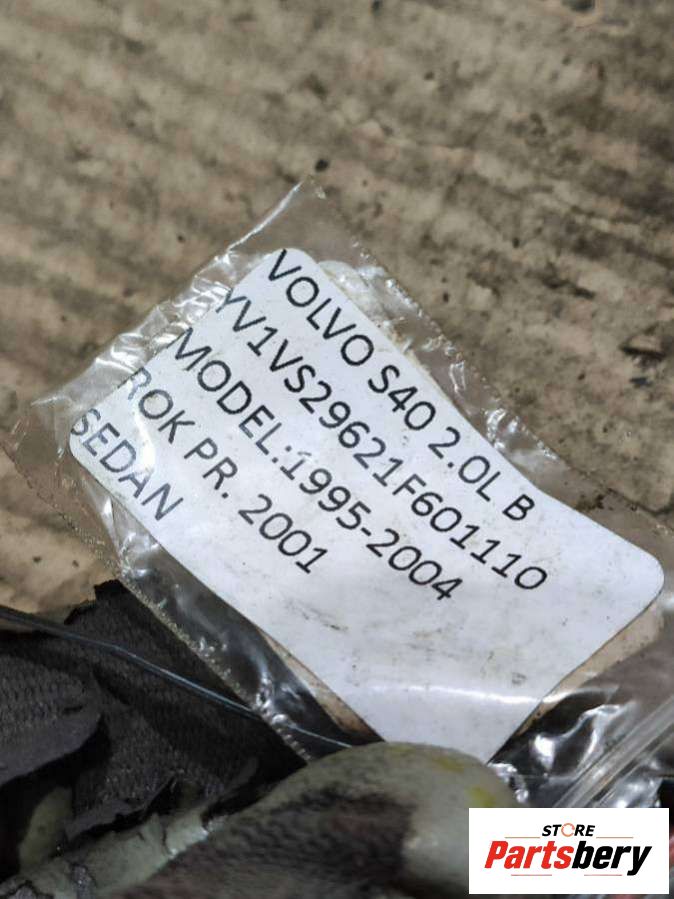 VOLVO S40 2.0L B
YV1VS29621F601110
MODEL:1995-2004
ROK PR. 2001
SEDAN
STORE
Partsbery